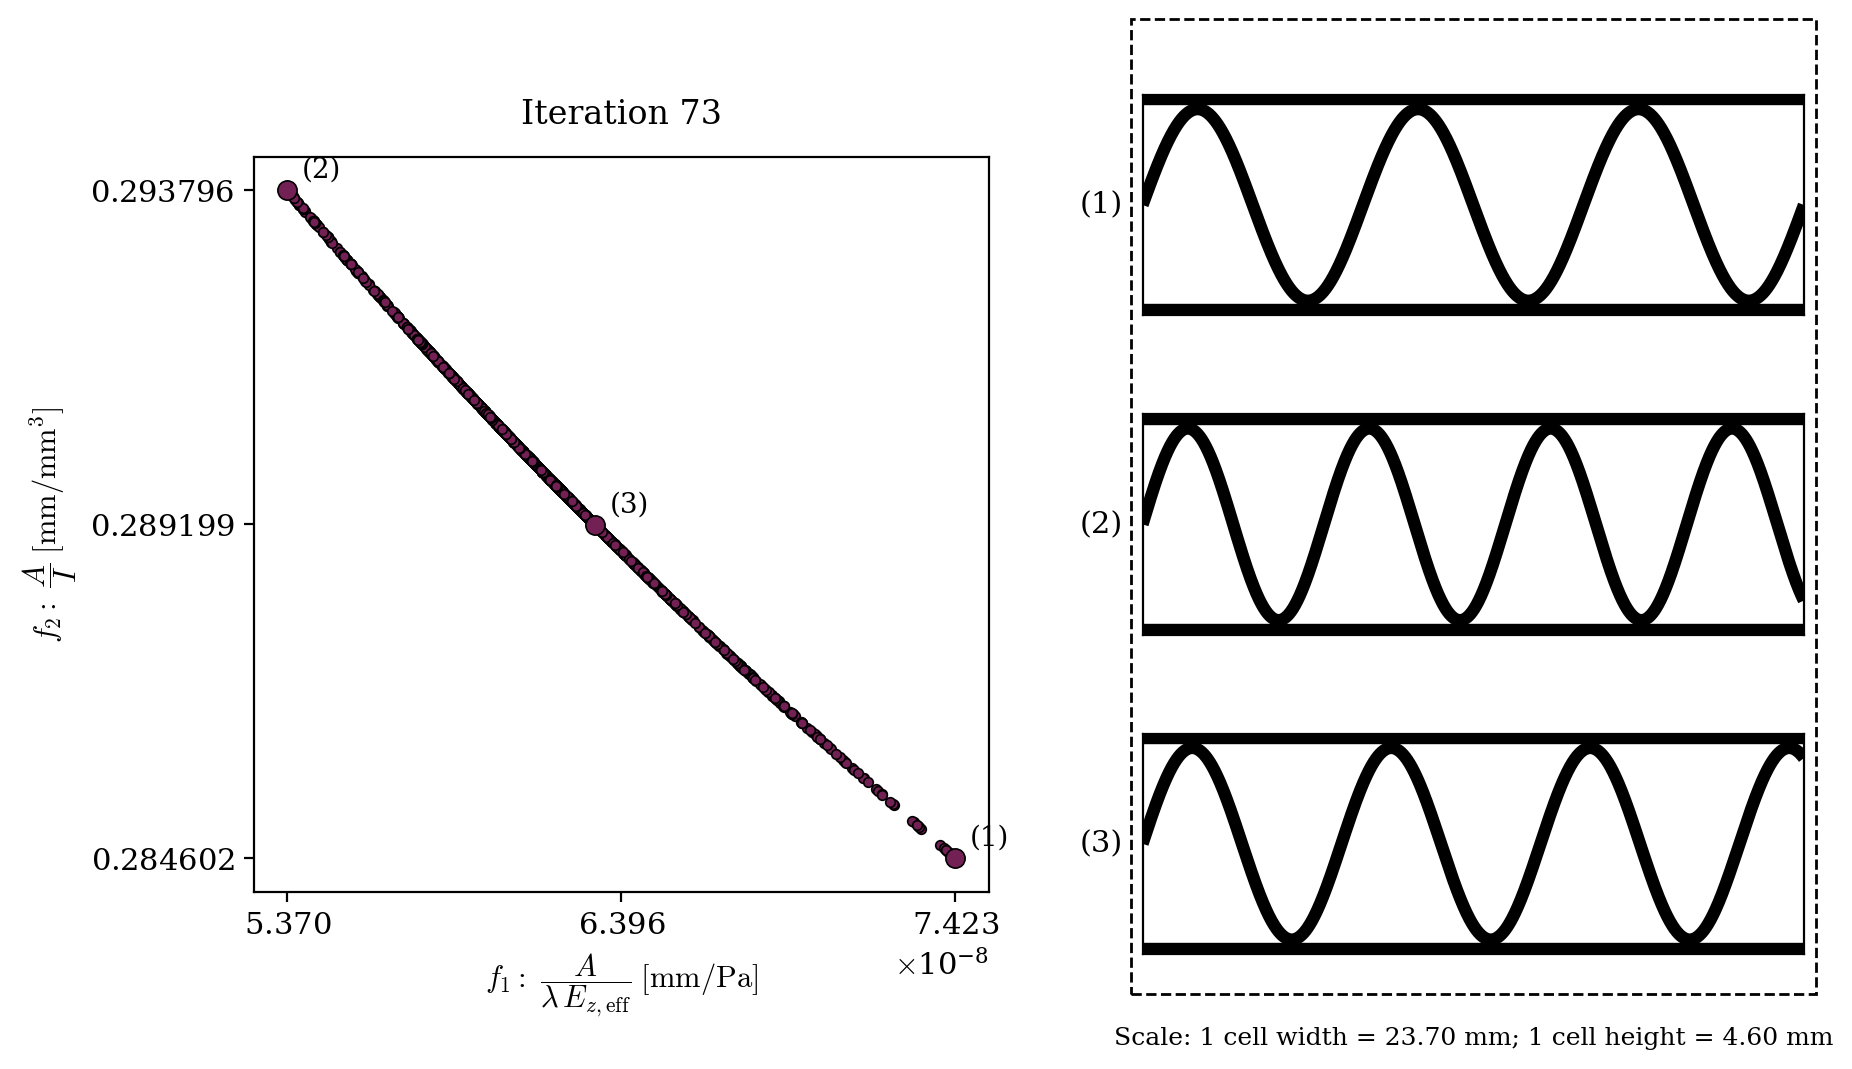 Iteration 73
(2)
0.293796
(3)
0.289199
(1)
0.284602
f₂ : A/I [mm/mm³]
5.370 6.396 7.423
×10⁻⁸
f₁ : A/(λ E_z, eff) [mm/Pa]
(1)
(2)
(3)
Scale: 1 cell width = 23.70 mm; 1 cell height = 4.60 mm